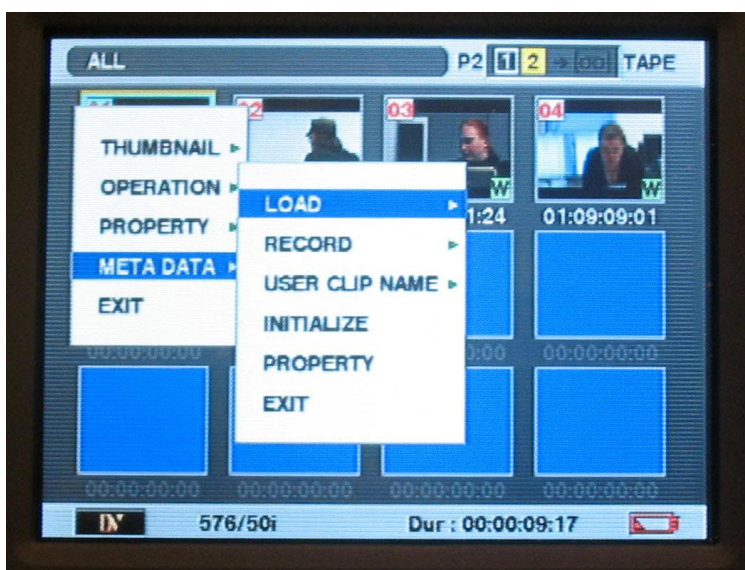 ALL P2 1 2 → 00 TAPE
02 03 04
THUMBNAIL
OPERATION
PROPERTY
META DATA
EXIT
LOAD
RECORD
USER CLIP NAME
INITIALIZE
PROPERTY
EXIT
W W
1:24 01:09:09:01
00:00:00:00 0:00 00:00:00:00
00:00:00:00 00:00:00:00 00:00:00:00 00:00:00:00
DV 576/50i Dur : 00:00:09:17